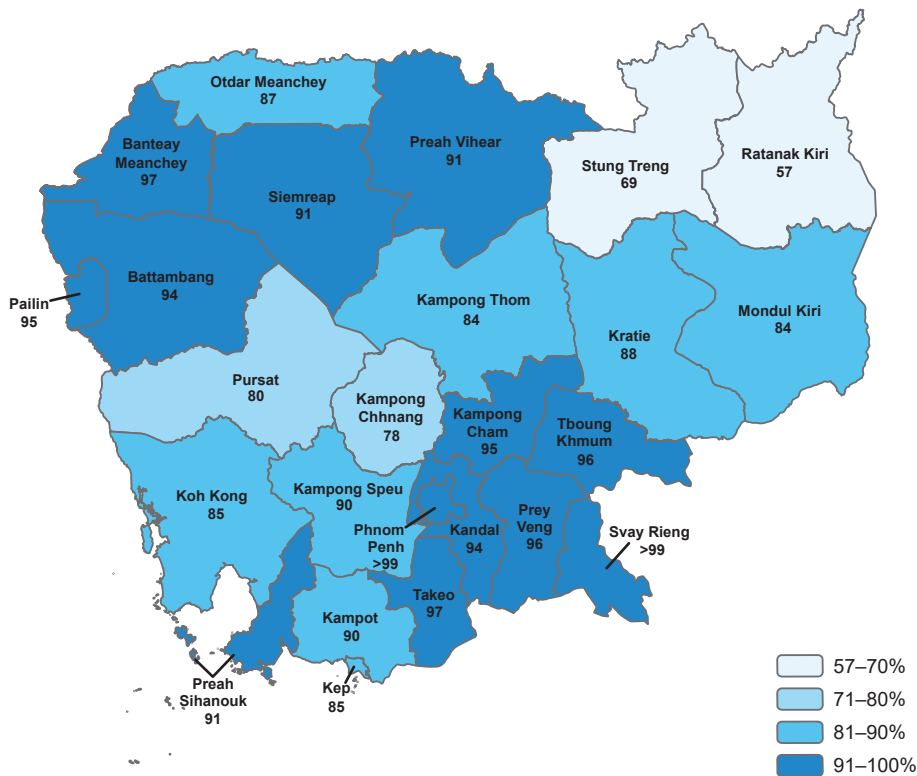 Otdar Meanchey
87
Banteay
Meanchey
97
Preah Vihear
91
Siemreap
91
Stung Treng
69
Ratanak Kiri
57
Battambang
94
Pailin
95
Kampong Thom
84
Kratie
88
Mondul Kiri
84
Pursat
80
Kampong
Chhnang
78
Kampong
Cham
95
Tboung
Khmum
96
Koh Kong
85
Kampong Speu
90
Phnom
Penh
>99
Kandal
94
Prey
Veng
96
Svay Rieng
>99
Takeo
97
Kampot
90
Preah
Sihanouk
91
Kep
85
57–70%
71–80%
81–90%
91–100%